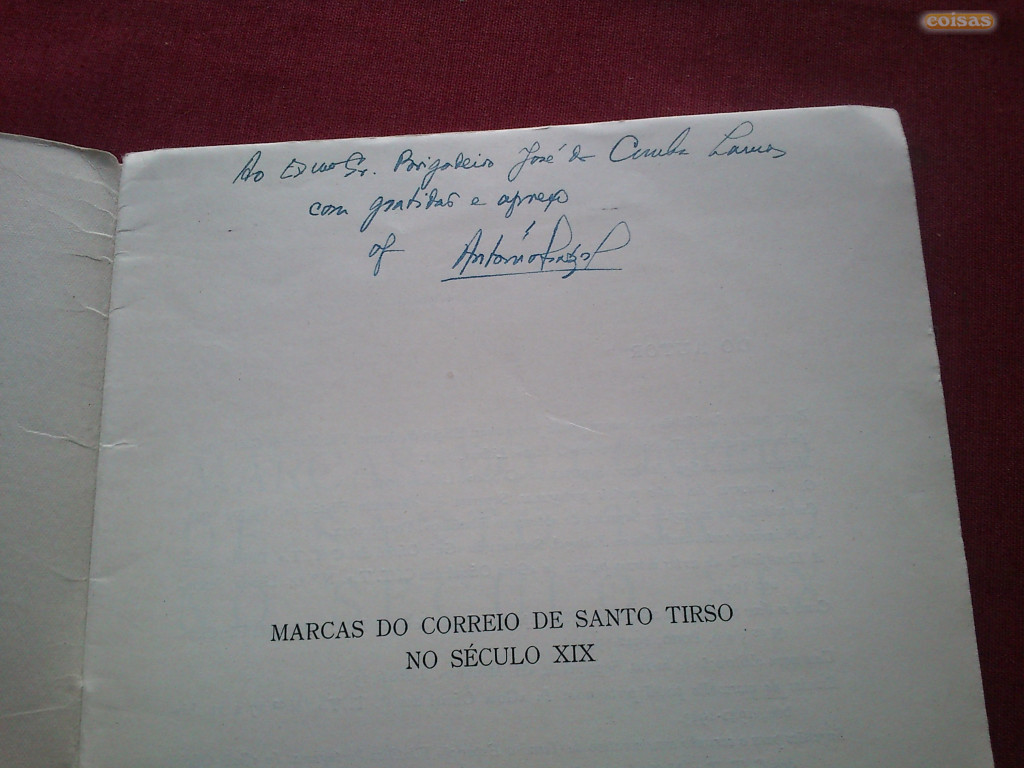 coisas
Ao Exmo Sr. Brigadeiro José da Cunha Lamas
com gratidão e apreço
of António
MARCAS DO CORREIO DE SANTO TIRSO
NO SÉCULO XIX